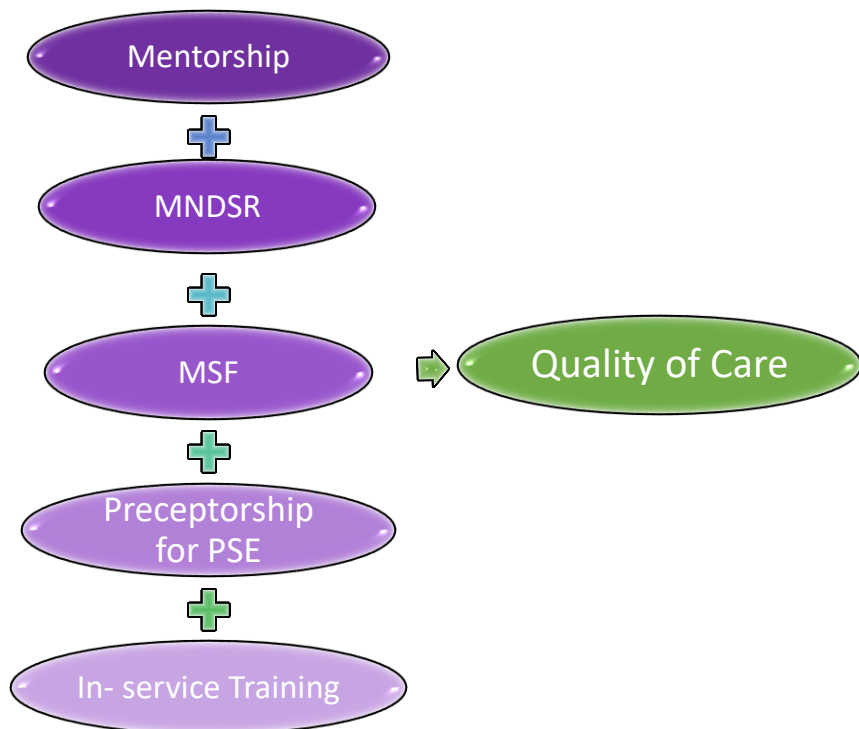 Mentorship
MNDSR
MSF
Quality of Care
Preceptorship
for PSE
In- service Training